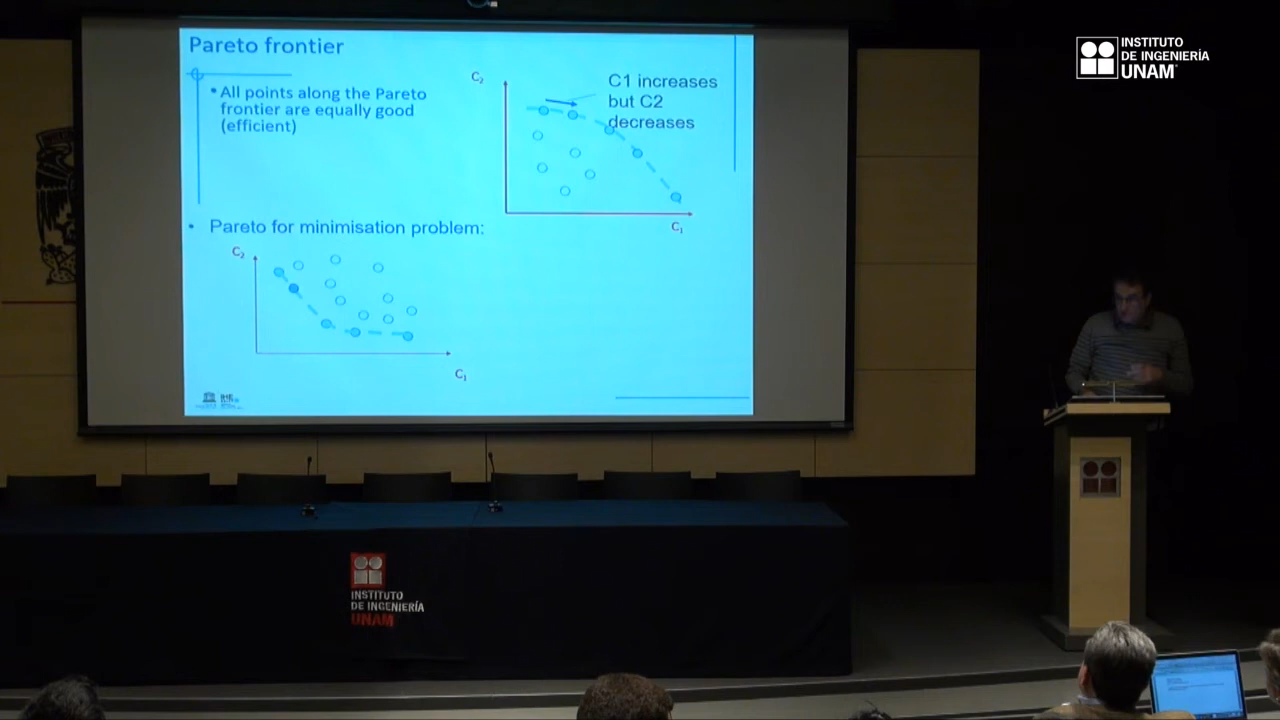 Pareto frontier
• All points along the Pareto
frontier are equally good
(efficient)
C₂
C1 increases
but C2
decreases
C₁
• Pareto for minimisation problem:
C₂
C₁
INSTITUTO
DE INGENIERÍA
UNAM
INSTITUTO
DE INGENIERÍA
UNAM